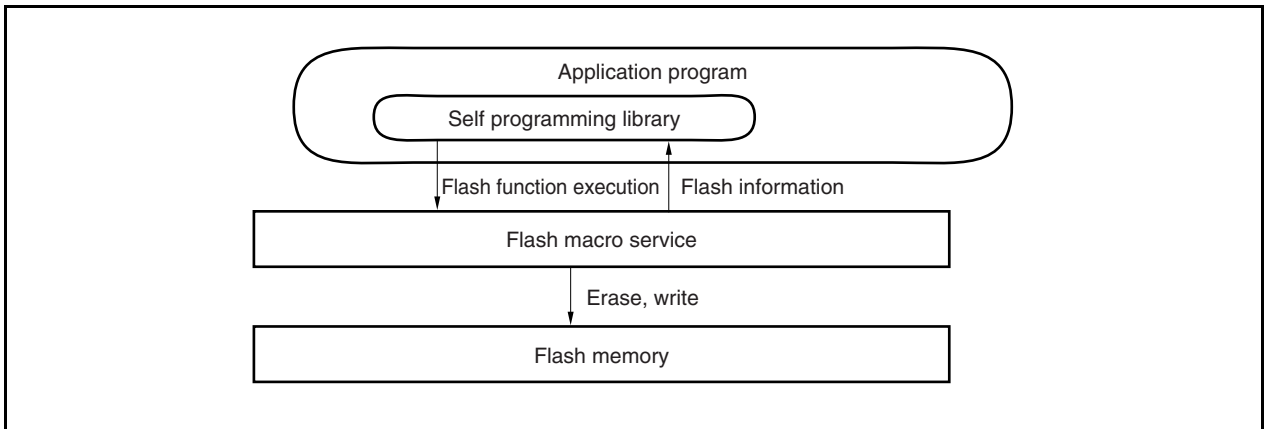 Application program
Self programming library
Flash function execution
Flash information
Flash macro service
Erase, write
Flash memory